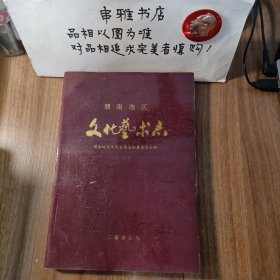 串雅书店
品相以图为准
对品相追求完美者慎购！
渭南地区
文化艺术志
三秦出版社